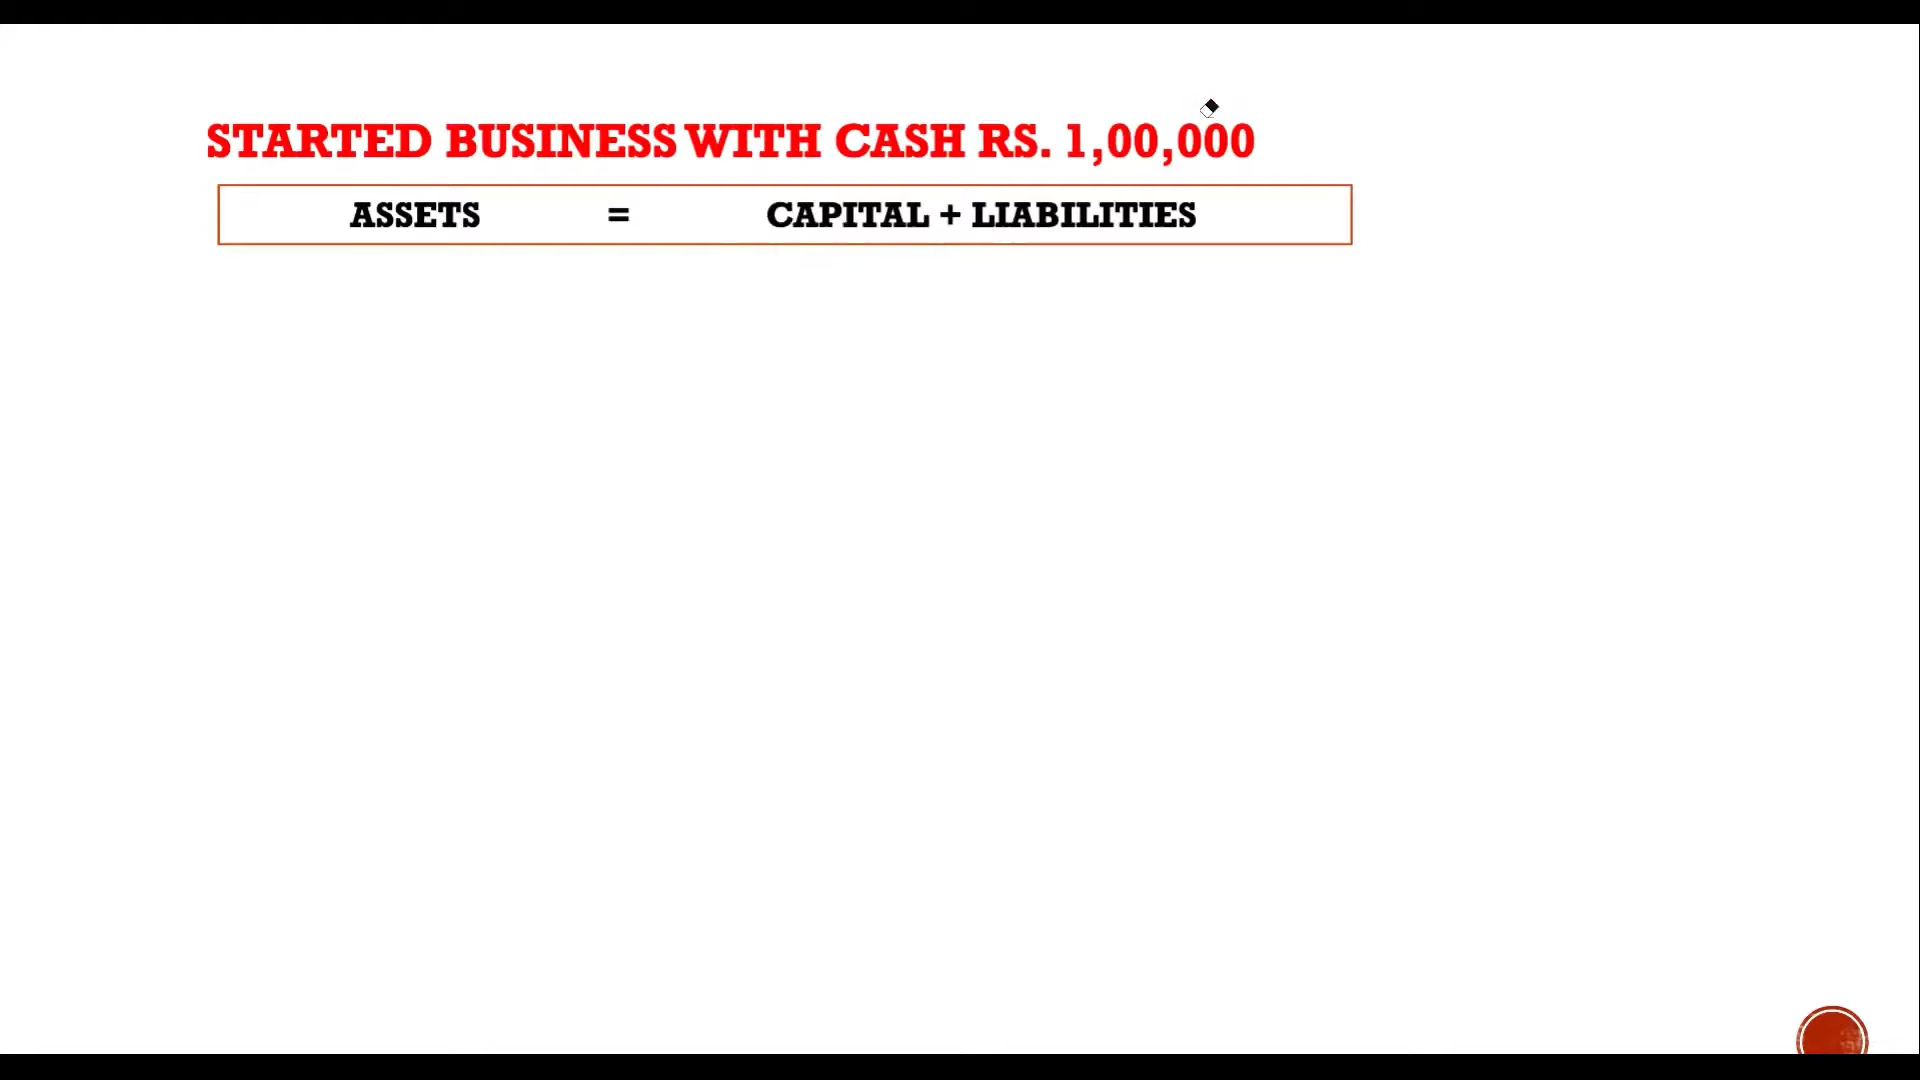 STARTED BUSINESS WITH CASH RS. 1,00,000
ASSETS = CAPITAL + LIABILITIES